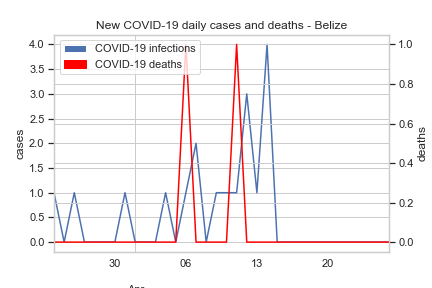 New COVID-19 daily cases and deaths - Belize
COVID-19 infections
COVID-19 deaths
4.0
3.5
3.0
2.5
2.0
1.5
1.0
0.5
0.0
cases
1.0
0.8
0.6
0.4
0.2
0.0
deaths
30 06 13 20